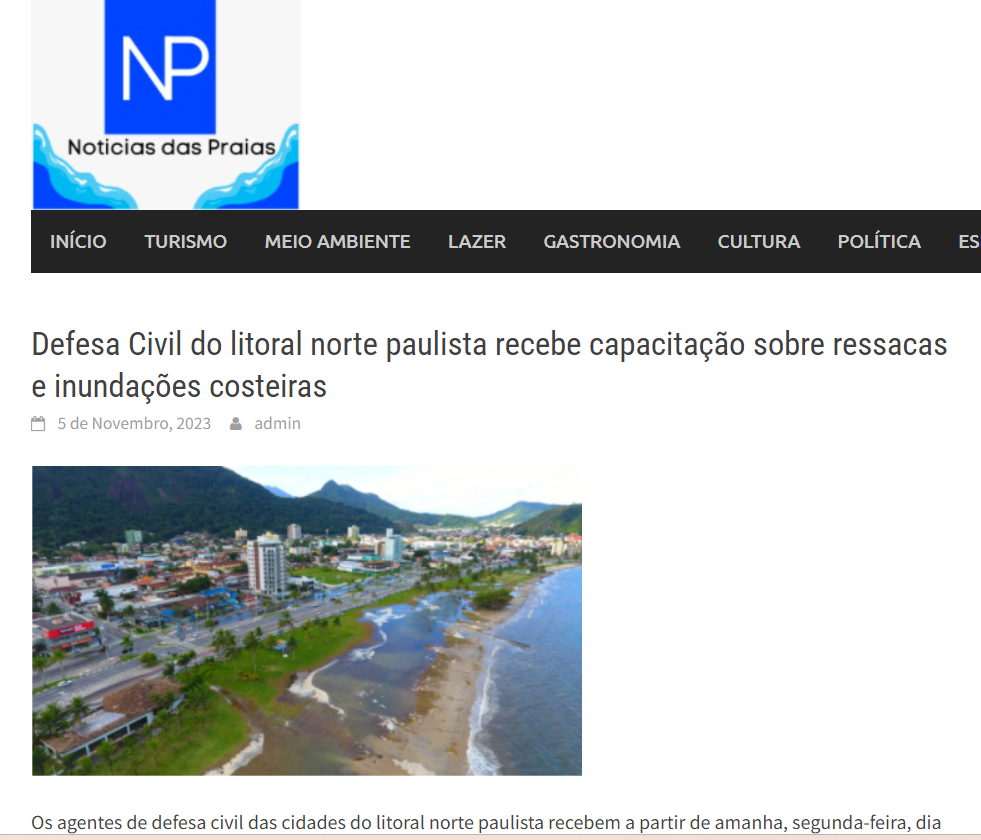 NP
Noticias das Praias
INÍCIO TURISMO MEIO AMBIENTE LAZER GASTRONOMIA CULTURA POLÍTICA ES
Defesa Civil do litoral norte paulista recebe capacitação sobre ressacas
e inundações costeiras
5 de Novembro, 2023 admin
Os agentes de defesa civil das cidades do litoral norte paulista recebem a partir de amanha, segunda-feira, dia